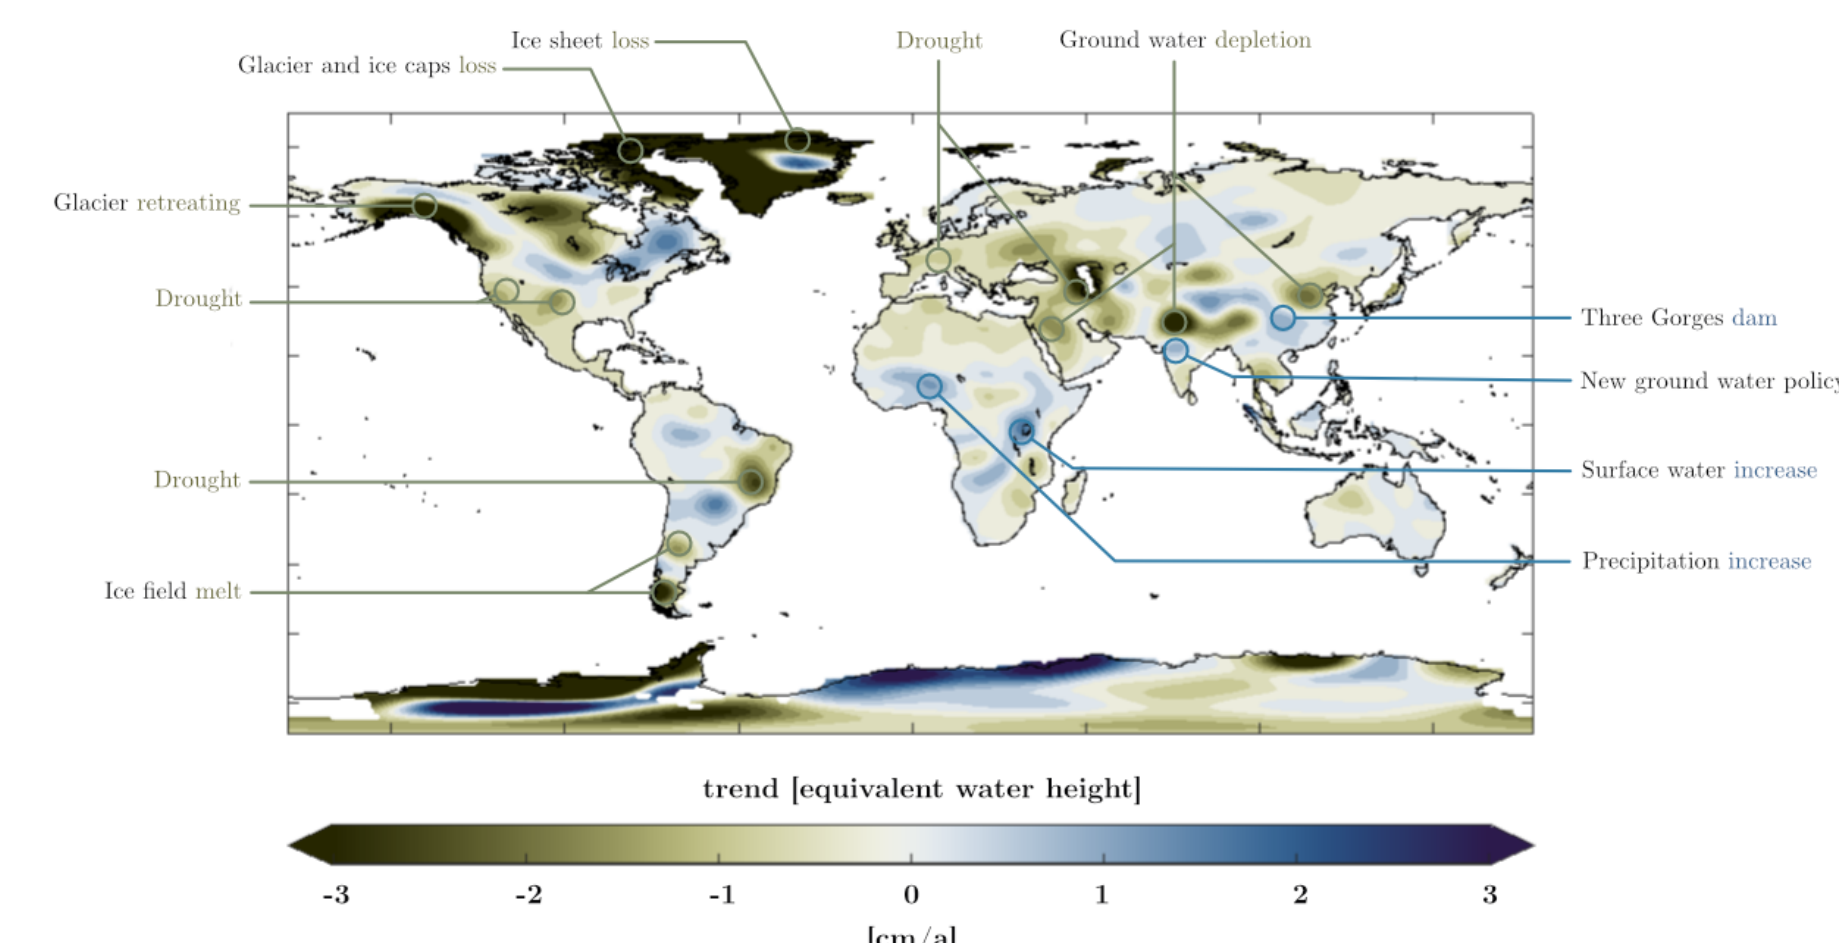 Ice sheet loss
Drought
Ground water depletion
Glacier and ice caps loss
Glacier retreating
Drought
Three Gorges dam
New ground water policy
Surface water increase
Drought
Precipitation increase
Ice field melt
trend [equivalent water height]
-3 -2 -1 0 1 2 3
[cm/a]